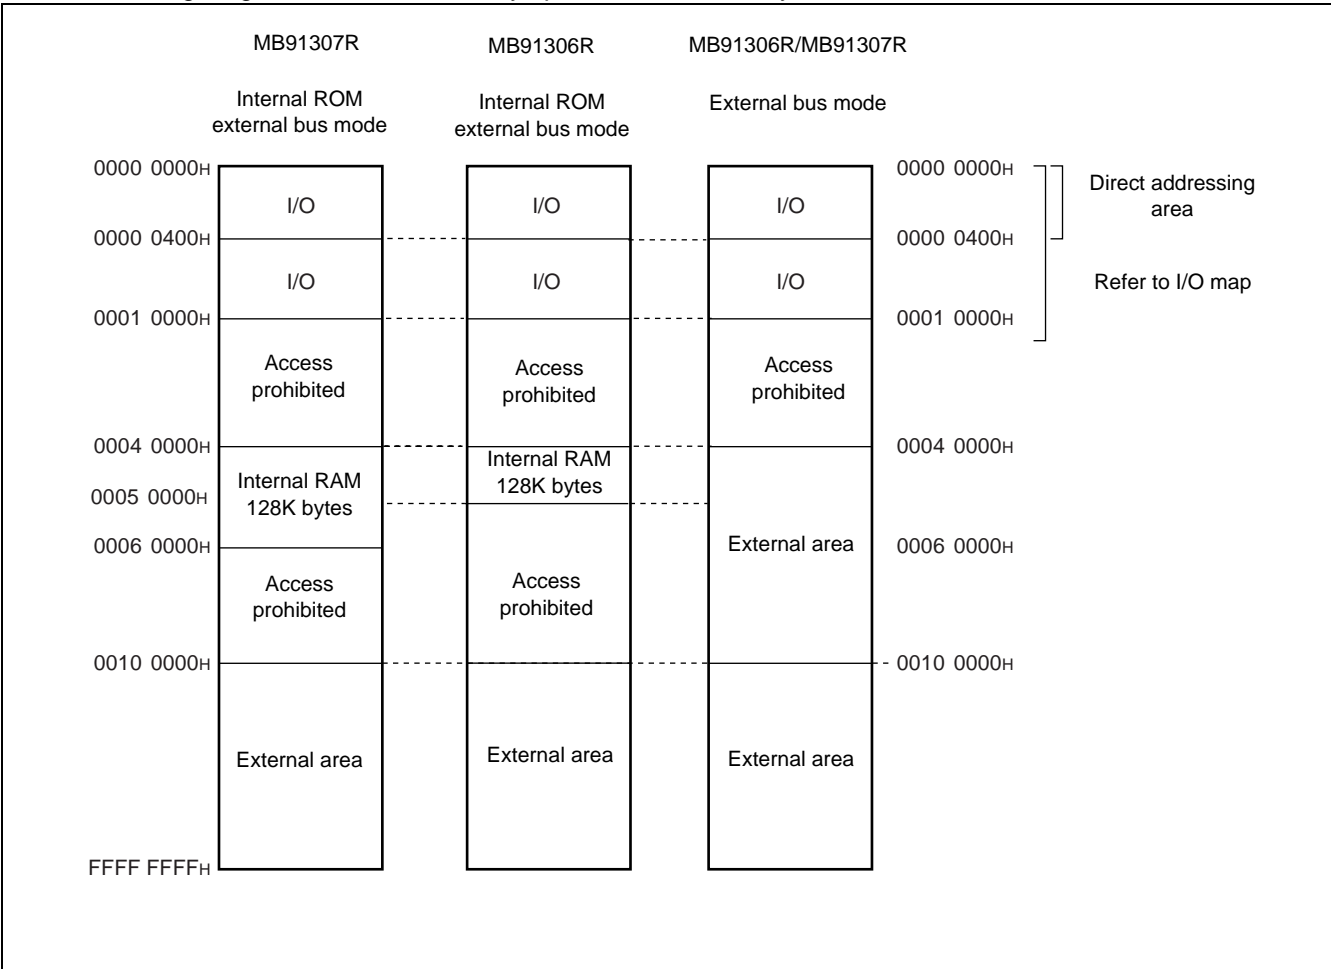 MB91307R
MB91306R
MB91306R/MB91307R
Internal ROM
external bus mode
Internal ROM
external bus mode
External bus mode
0000 0000H
I/O
I/O
I/O
0000 0000H
Direct addressing
area
0000 0400H
0000 0400H
I/O
I/O
I/O
Refer to I/O map
0001 0000H
0001 0000H
Access
prohibited
Access
prohibited
Access
prohibited
0004 0000H
0004 0000H
Internal RAM
128K bytes
Internal RAM
128K bytes
0005 0000H
0006 0000H
External area
0006 0000H
Access
prohibited
Access
prohibited
0010 0000H
0010 0000H
External area
External area
External area
FFFF FFFFH